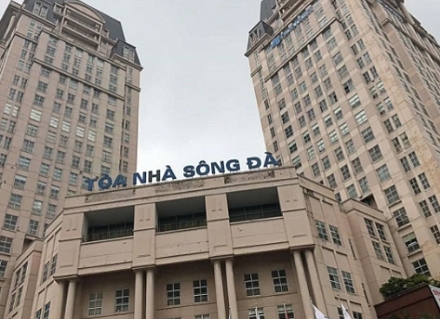 TÒA NHÀ SÔNG ĐÀ